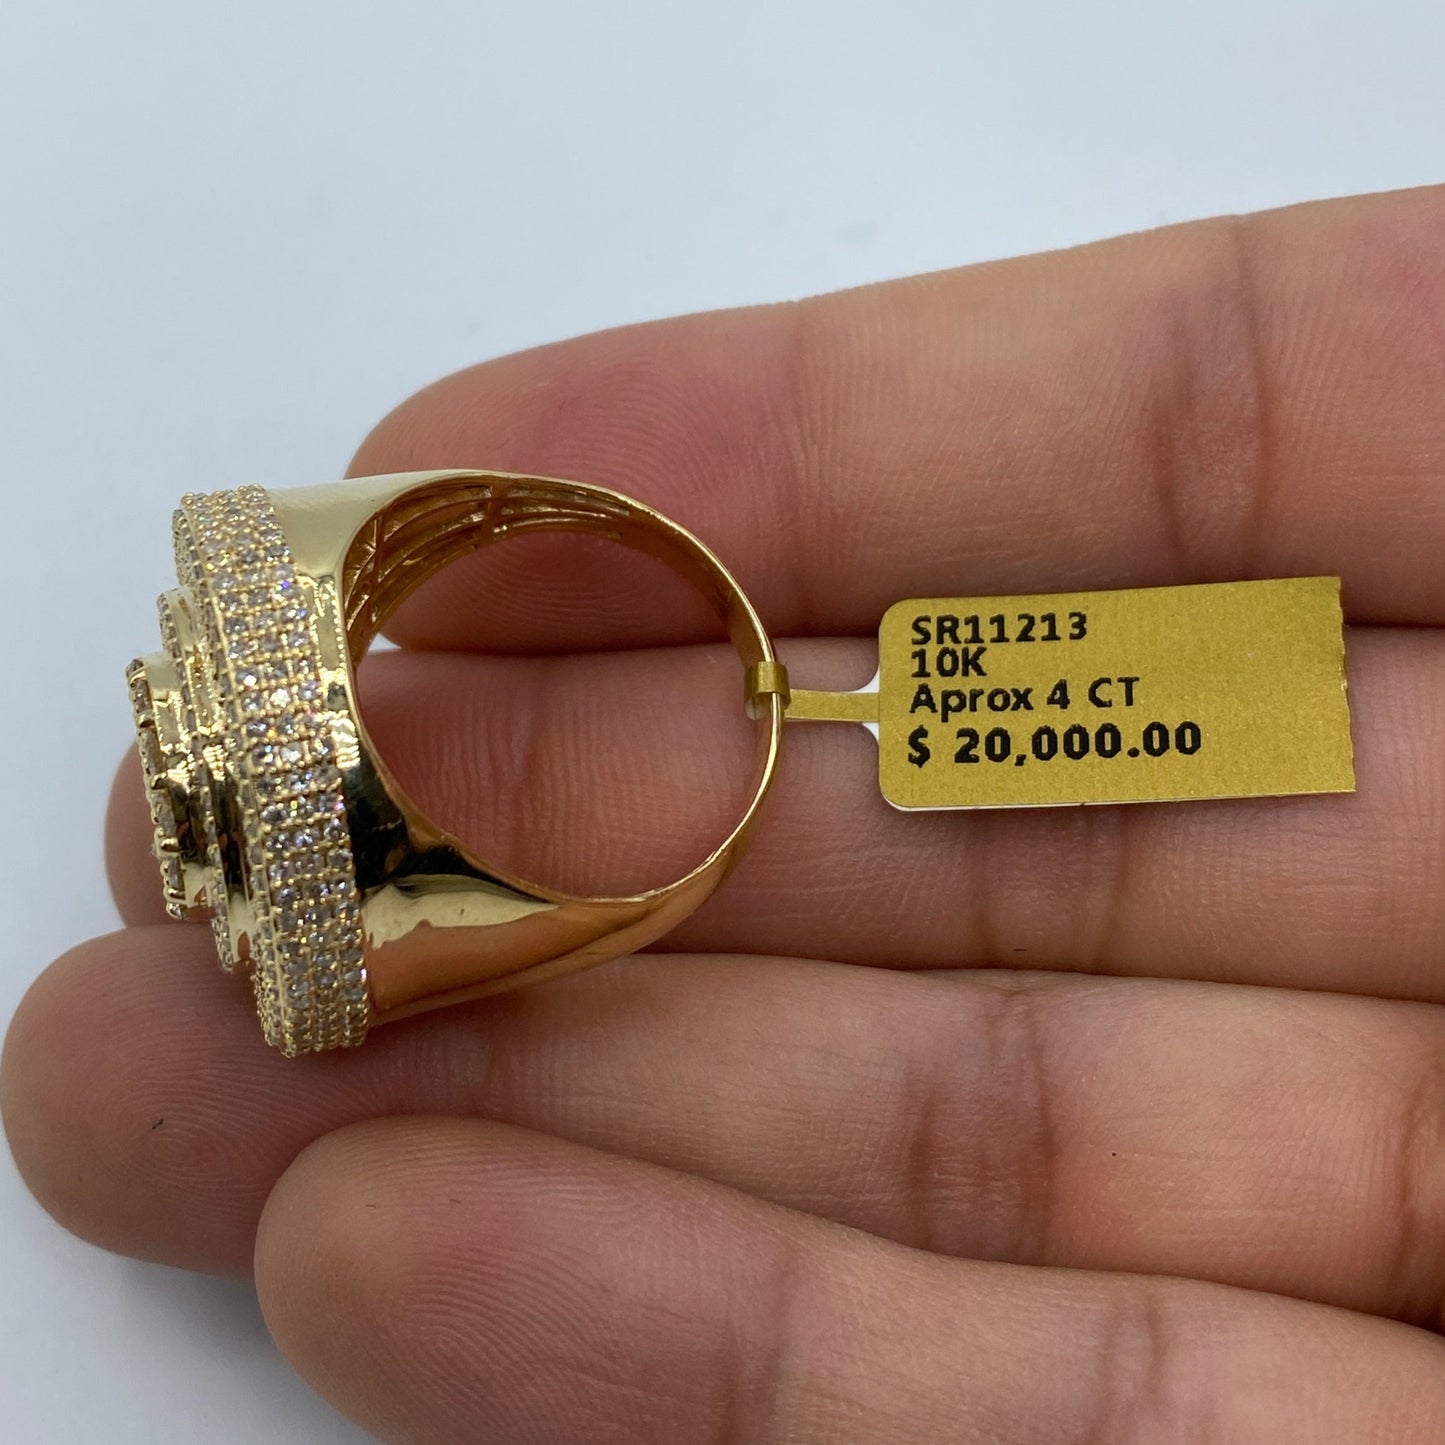 SR11213
10K
Aprox 4 CT
$ 20,000.00